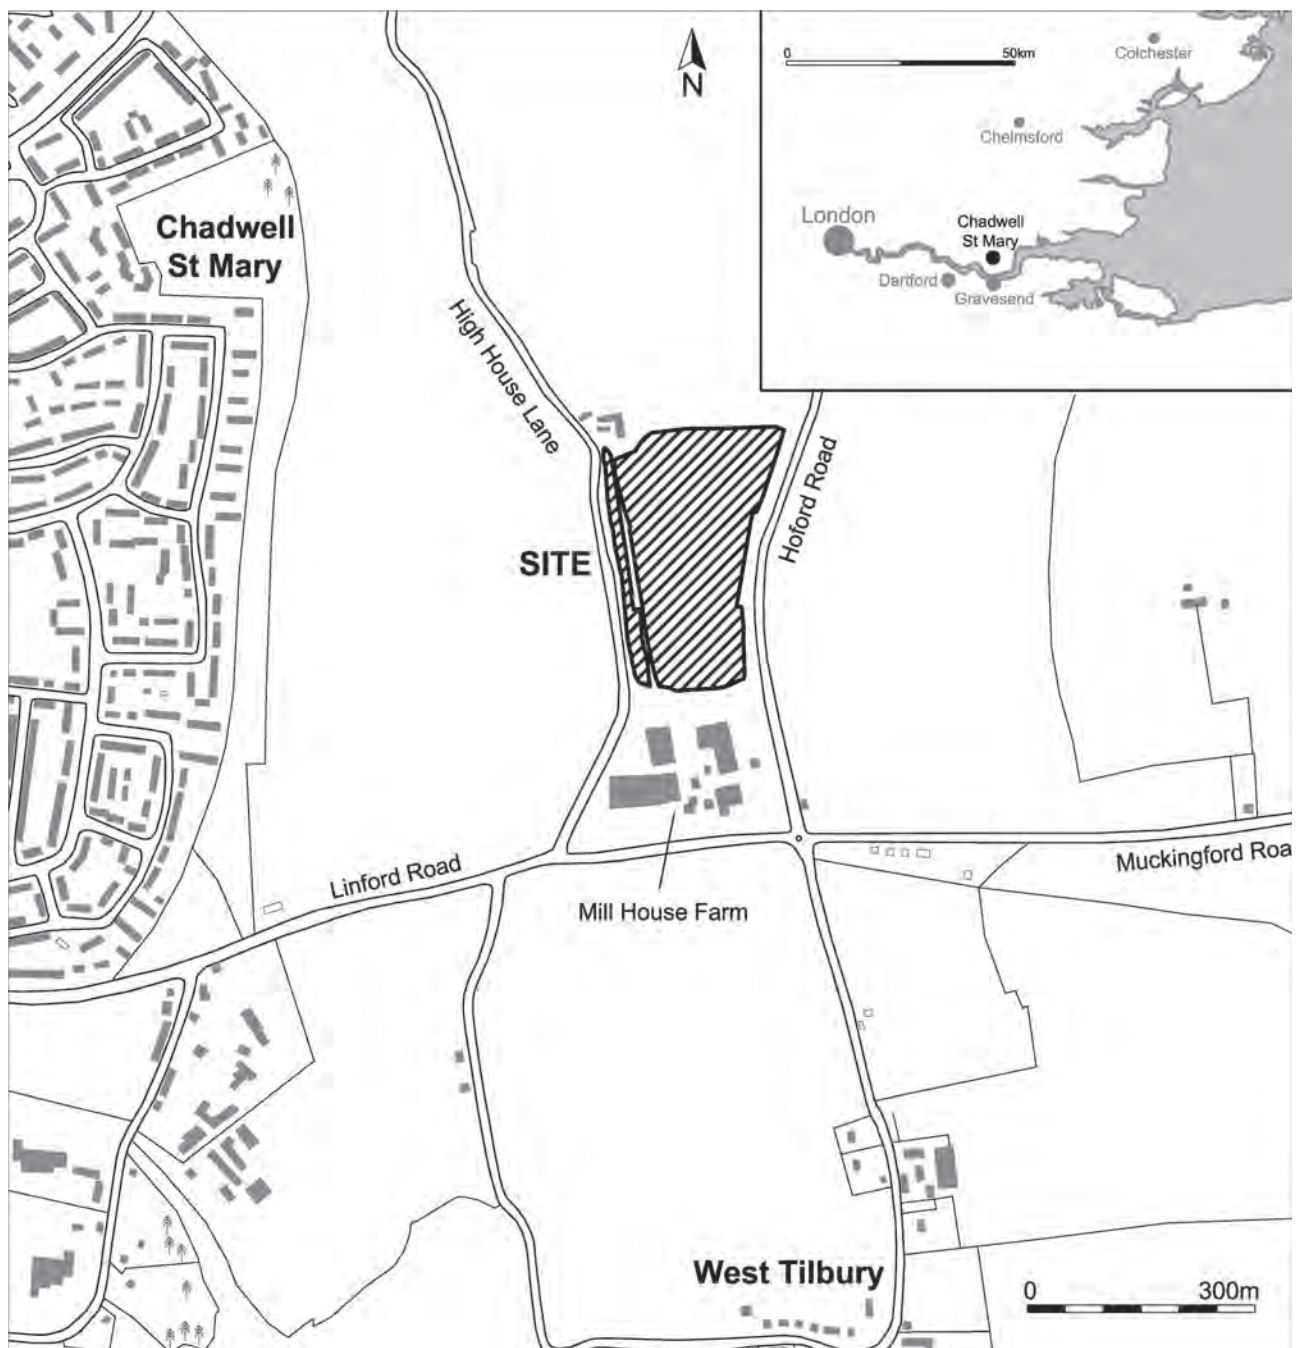 N
0 50km
Colchester
Chelmsford
London
Chadwell
St Mary
Dartford
Gravesend
Chadwell
St Mary
High House Lane
Hoford Road
SITE
Linford Road
Muckingford Roa
Mill House Farm
West Tilbury
0 300m